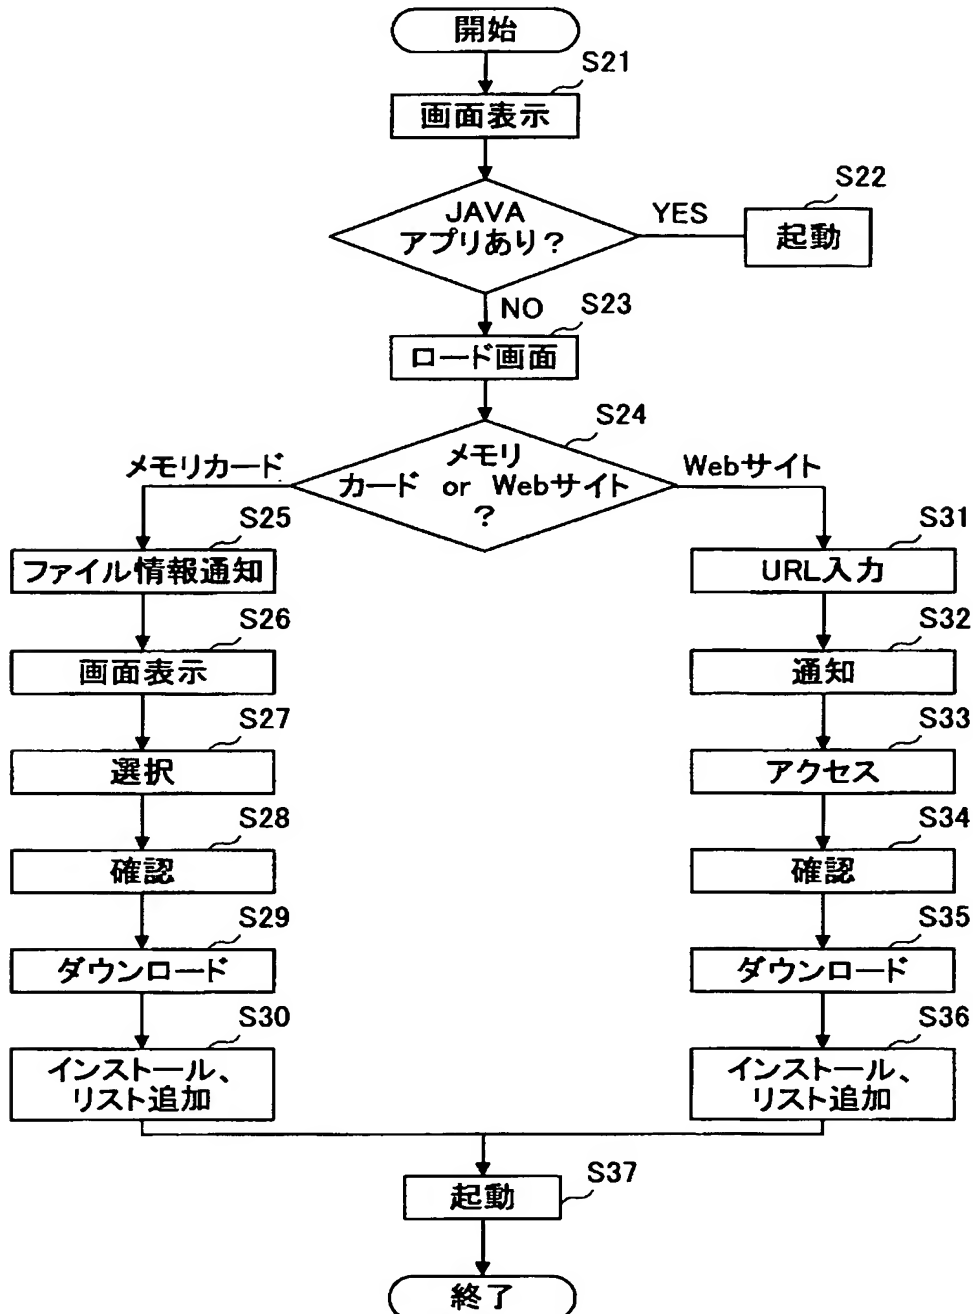 開始
S21
画面表示
JAVA
アプリあり？
YES
S22
起動
NO
S23
ロード画面
S24
メモリ
カード or Webサイト
？
メモリカード
Webサイト
S25
ファイル情報通知
S26
画面表示
S27
選択
S28
確認
S29
ダウンロード
S30
インストール、
リスト追加
S31
URL入力
S32
通知
S33
アクセス
S34
確認
S35
ダウンロード
S36
インストール、
リスト追加
S37
起動
終了